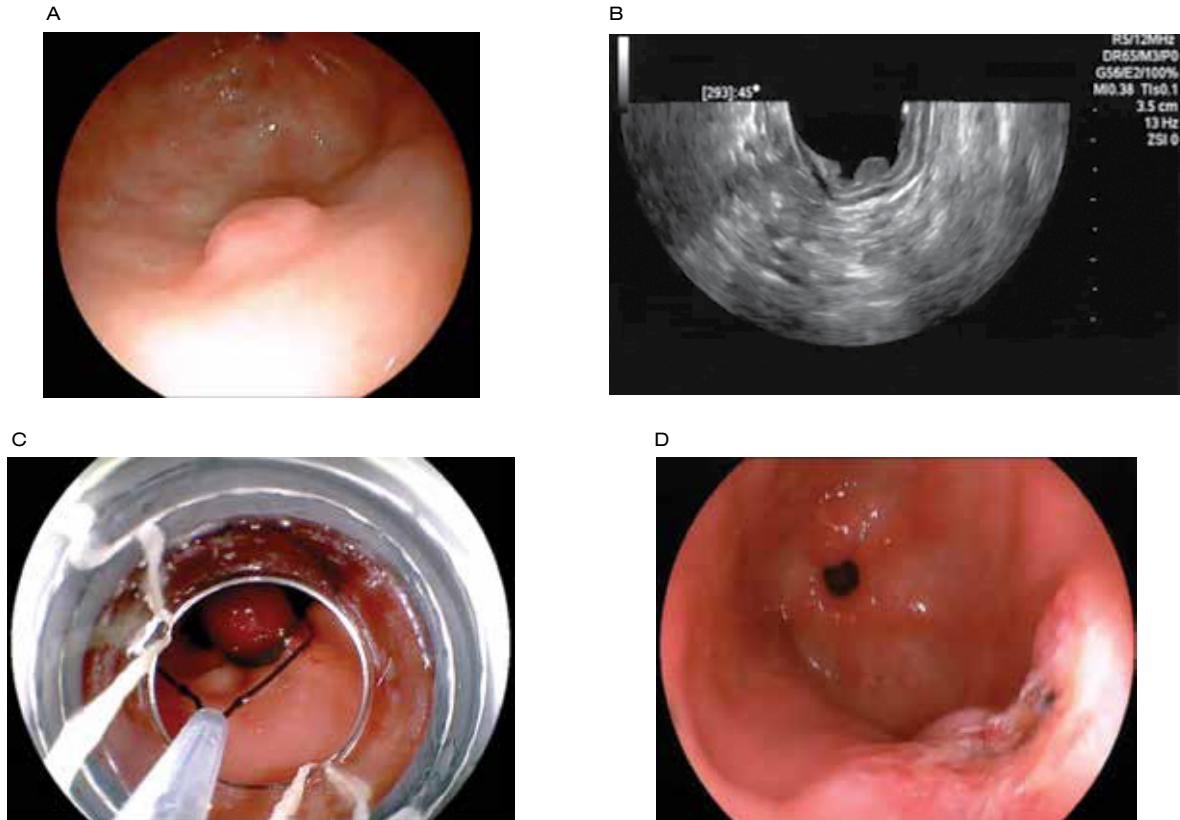 A
B
R5/12MHz
DR65/M3/P0
G56/E2/100%
[293]:45°
MI0.38 TIs0.1
3.5 cm
13 Hz
ZSI 0
C
D